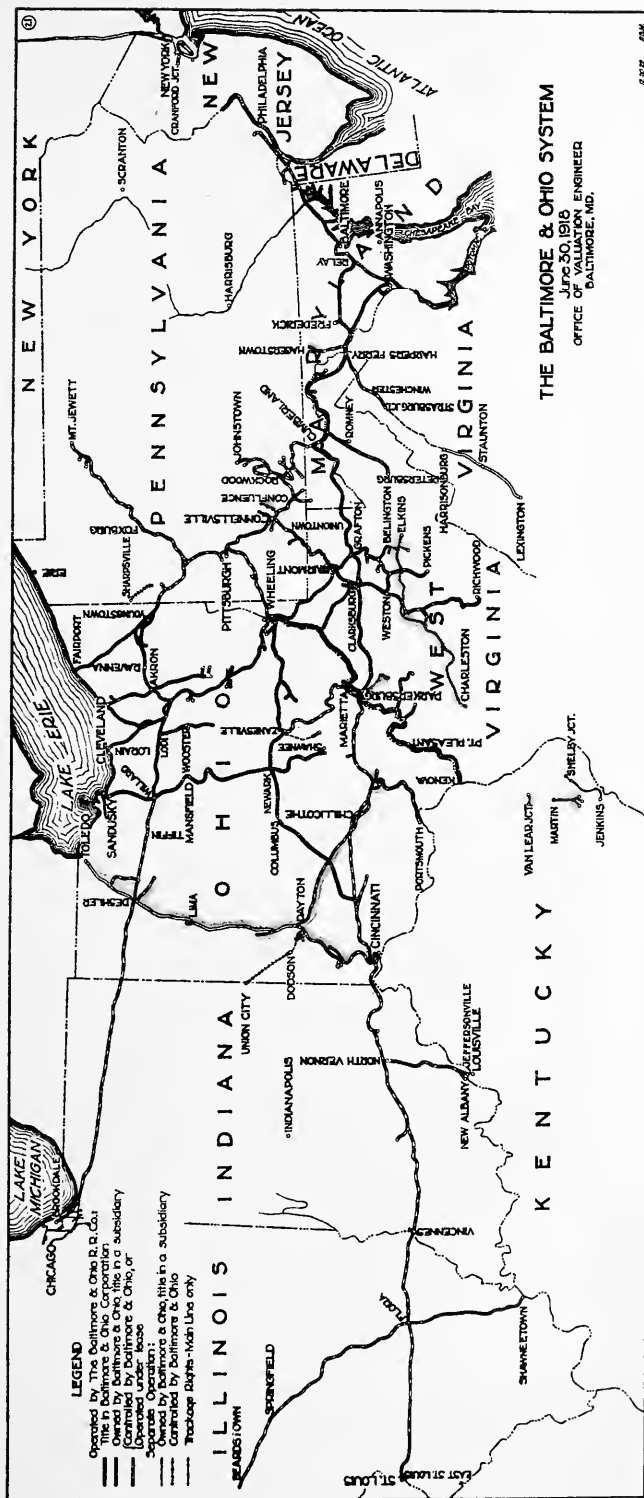 (2)
NEW YORK
PENNSYLVANIA
NEW JERSEY
DELAWARE
MARYLAND
VIRGINIA
WEST VIRGINIA
OHIO
INDIANA
ILLINOIS
KENTUCKY
LAKE MICHIGAN
LAKE ERIE
ATLANTIC OCEAN
CHESAPEAKE BAY
LEGEND
Operated by The Baltimore & Ohio R.R. Co.:
Title in Baltimore & Ohio Corporation
Owned by Baltimore & Ohio, title in a subsidiary
Controlled by Baltimore & Ohio, or
Operated under lease
Separate Operation:
Owned by Baltimore & Ohio, title in a subsidiary
Controlled by Baltimore & Ohio
Trackage Rights - Main Line only
CHICAGO
BROOKDALE
BEARDSTOWN
SPRINGFIELD
ST. LOUIS
EAST ST. LOUIS
FLORA
SHAWNEETOWN
VINCENNES
INDIANAPOLIS
NORTH VERNON
NEW ALBANY
JEFFERSONVILLE
LOUISVILLE
UNION CITY
DODSON
DAYTON
CINCINNATI
LIMA
DESHLER
TOLEDO
SANDUSKY
TIFFIN
WILLARD
MANSFIELD
WOOSTER
LODI
LORAIN
CLEVELAND
AKRON
RAVENNA
FAIRPORT
YOUNGSTOWN
SHARPSVILLE
ERIE
COLUMBUS
NEWARK
ZANESVILLE
SHAWNEE
CHILLICOTHE
PORTSMOUTH
MARIETTA
PARKERSBURG
PT. PLEASANT
KENOVA
VAN LEAR JCT.
MARTIN
JENKINS
SHELBY JCT.
CHARLESTON
RICHWOOD
PICKENS
WESTON
CLARKSBURG
BELINGTON
ELKINS
GRAFTON
FAIRMONT
WHEELING
PITTSBURGH
FOXBURG
MT. JEWETT
UNIONTOWN
CONNELLSVILLE
CONFLUENCE
ROCKWOOD
JOHNSTOWN
CUMBERLAND
ROMNEY
PETERSBURG
HARRISONBURG
STAUNTON
LEXINGTON
STRASBURG JCT.
WINCHESTER
HARPERS FERRY
HAGERSTOWN
FREDERICK
RELAY
WASHINGTON
ANNAPOLIS
BALTIMORE
HARRISBURG
SCRANTON
PHILADELPHIA
CRANFORD JCT.
NEW YORK
THE BALTIMORE & OHIO SYSTEM
June 30, 1918
OFFICE OF VALUATION ENGINEER
BALTIMORE, MD.